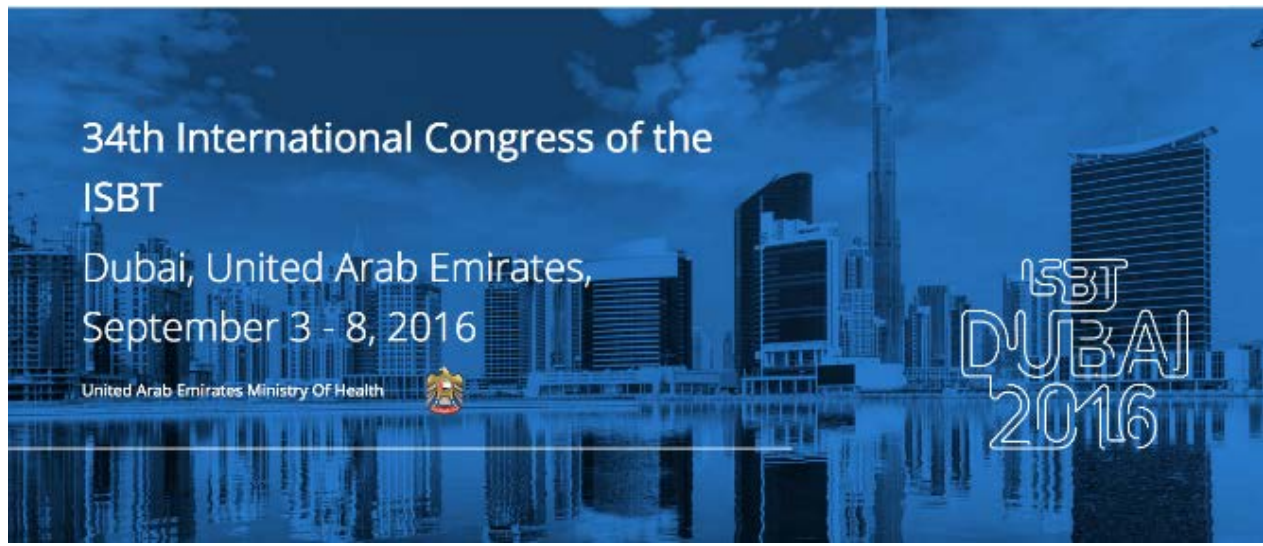 34th International Congress of the
ISBT
Dubai, United Arab Emirates,
September 3 - 8, 2016
United Arab Emirates Ministry Of Health
ISBT
DUBAI
2016